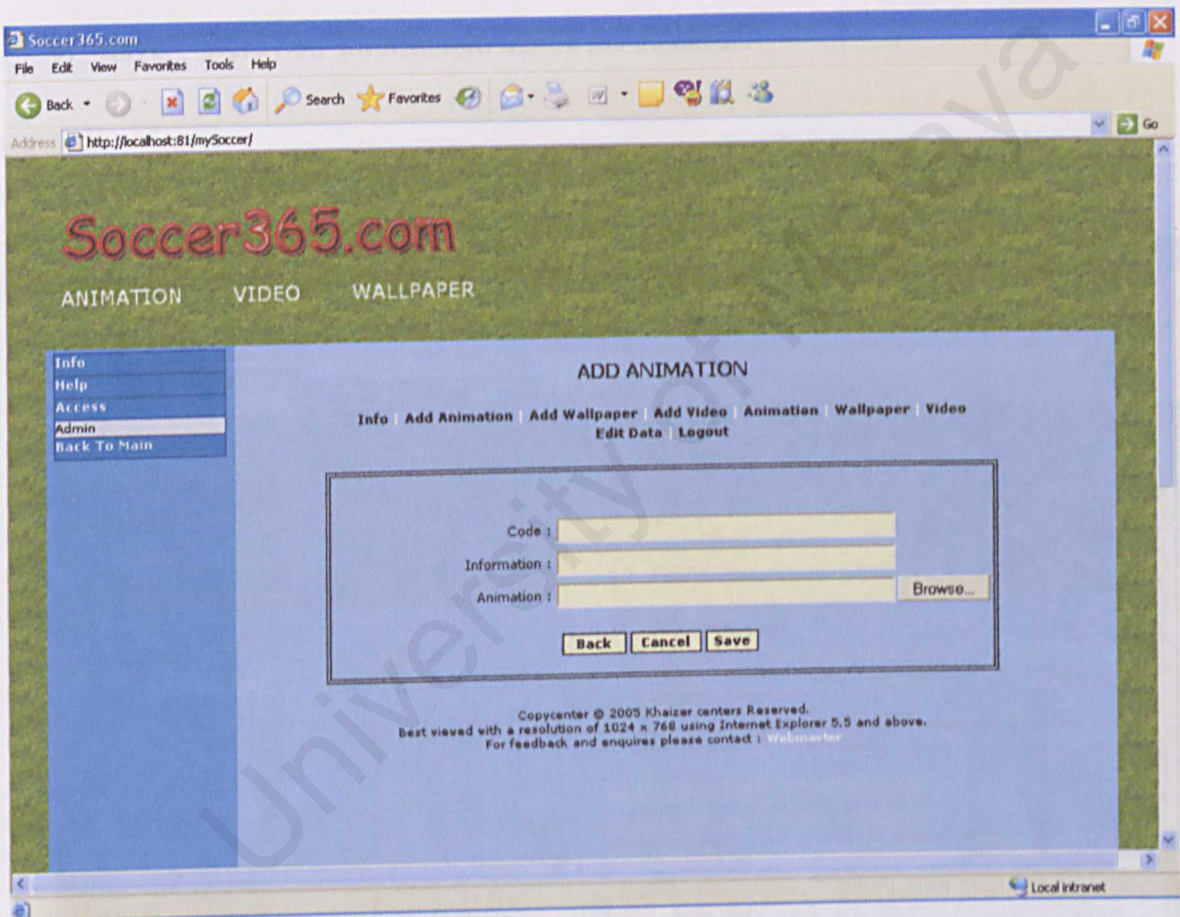 Soccer365.com
File Edit View Favorites Tools Help
Back Search Favorites
Address http://localhost:81/mySoccer/ Go
Soccer365.com
ANIMATION VIDEO WALLPAPER
Info
Help
Access
Admin
Back To Main
ADD ANIMATION
Info | Add Animation | Add Wallpaper | Add Video | Animation | Wallpaper | Video
Edit Data | Logout
Code :
Information :
Animation : Browse...
Back Cancel Save
Copycenter © 2005 Khaizer centers Reserved.
Best viewed with a resolution of 1024 x 768 using Internet Explorer 5.5 and above.
For feedback and enquires please contact : Webmaster
Local intranet
University of Malaya